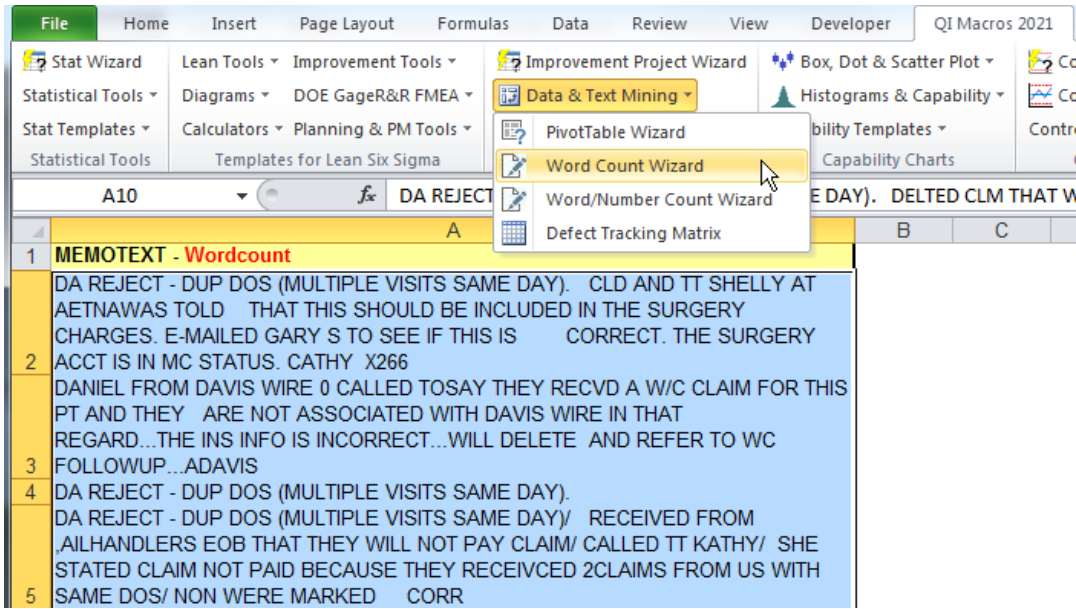 File Home Insert Page Layout Formulas Data Review View Developer QI Macros 2021
Stat Wizard Lean Tools Improvement Tools Improvement Project Wizard Box, Dot & Scatter Plot Co
Statistical Tools Diagrams DOE GageR&R FMEA Data & Text Mining Histograms & Capability Co
Stat Templates Calculators Planning & PM Tools PivotTable Wizard bility Templates Contr
Statistical Tools Templates for Lean Six Sigma Word Count Wizard Capability Charts
A10 fx DA REJECT Word/Number Count Wizard E DAY). DELTED CLM THAT W
Defect Tracking Matrix
A B C
1 MEMOTEXT - Wordcount
DA REJECT - DUP DOS (MULTIPLE VISITS SAME DAY). CLD AND TT SHELLY AT
AETNAWAS TOLD THAT THIS SHOULD BE INCLUDED IN THE SURGERY
CHARGES. E-MAILED GARY S TO SEE IF THIS IS CORRECT. THE SURGERY
2 ACCT IS IN MC STATUS. CATHY X266
DANIEL FROM DAVIS WIRE 0 CALLED TOSAY THEY RECVD A W/C CLAIM FOR THIS
PT AND THEY ARE NOT ASSOCIATED WITH DAVIS WIRE IN THAT
REGARD...THE INS INFO IS INCORRECT...WILL DELETE AND REFER TO WC
3 FOLLOWUP...ADAVIS
4 DA REJECT - DUP DOS (MULTIPLE VISITS SAME DAY).
DA REJECT - DUP DOS (MULTIPLE VISITS SAME DAY)/ RECEIVED FROM
,AILHANDLERS EOB THAT THEY WILL NOT PAY CLAIM/ CALLED TT KATHY/ SHE
STATED CLAIM NOT PAID BECAUSE THEY RECEIVCED 2CLAIMS FROM US WITH
5 SAME DOS/ NON WERE MARKED CORR